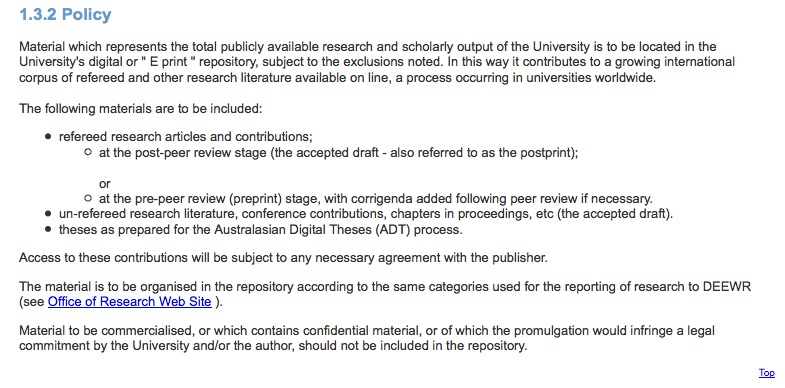 1.3.2 Policy
Material which represents the total publicly available research and scholarly output of the University is to be located in the
University's digital or " E print " repository, subject to the exclusions noted. In this way it contributes to a growing international
corpus of refereed and other research literature available on line, a process occurring in universities worldwide.
The following materials are to be included:
• refereed research articles and contributions;
○ at the post-peer review stage (the accepted draft - also referred to as the postprint);
or
○ at the pre-peer review (preprint) stage, with corrigenda added following peer review if necessary.
• un-refereed research literature, conference contributions, chapters in proceedings, etc (the accepted draft).
• theses as prepared for the Australasian Digital Theses (ADT) process.
Access to these contributions will be subject to any necessary agreement with the publisher.
The material is to be organised in the repository according to the same categories used for the reporting of research to DEEWR
(see Office of Research Web Site ).
Material to be commercialised, or which contains confidential material, or of which the promulgation would infringe a legal
commitment by the University and/or the author, should not be included in the repository.
Top